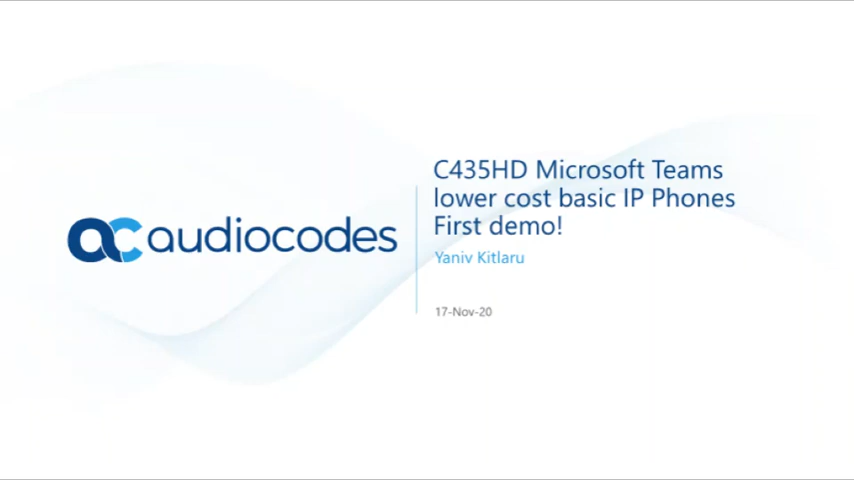 audiocodes
C435HD Microsoft Teams
lower cost basic IP Phones
First demo!
Yaniv Kitlaru
17-Nov-20